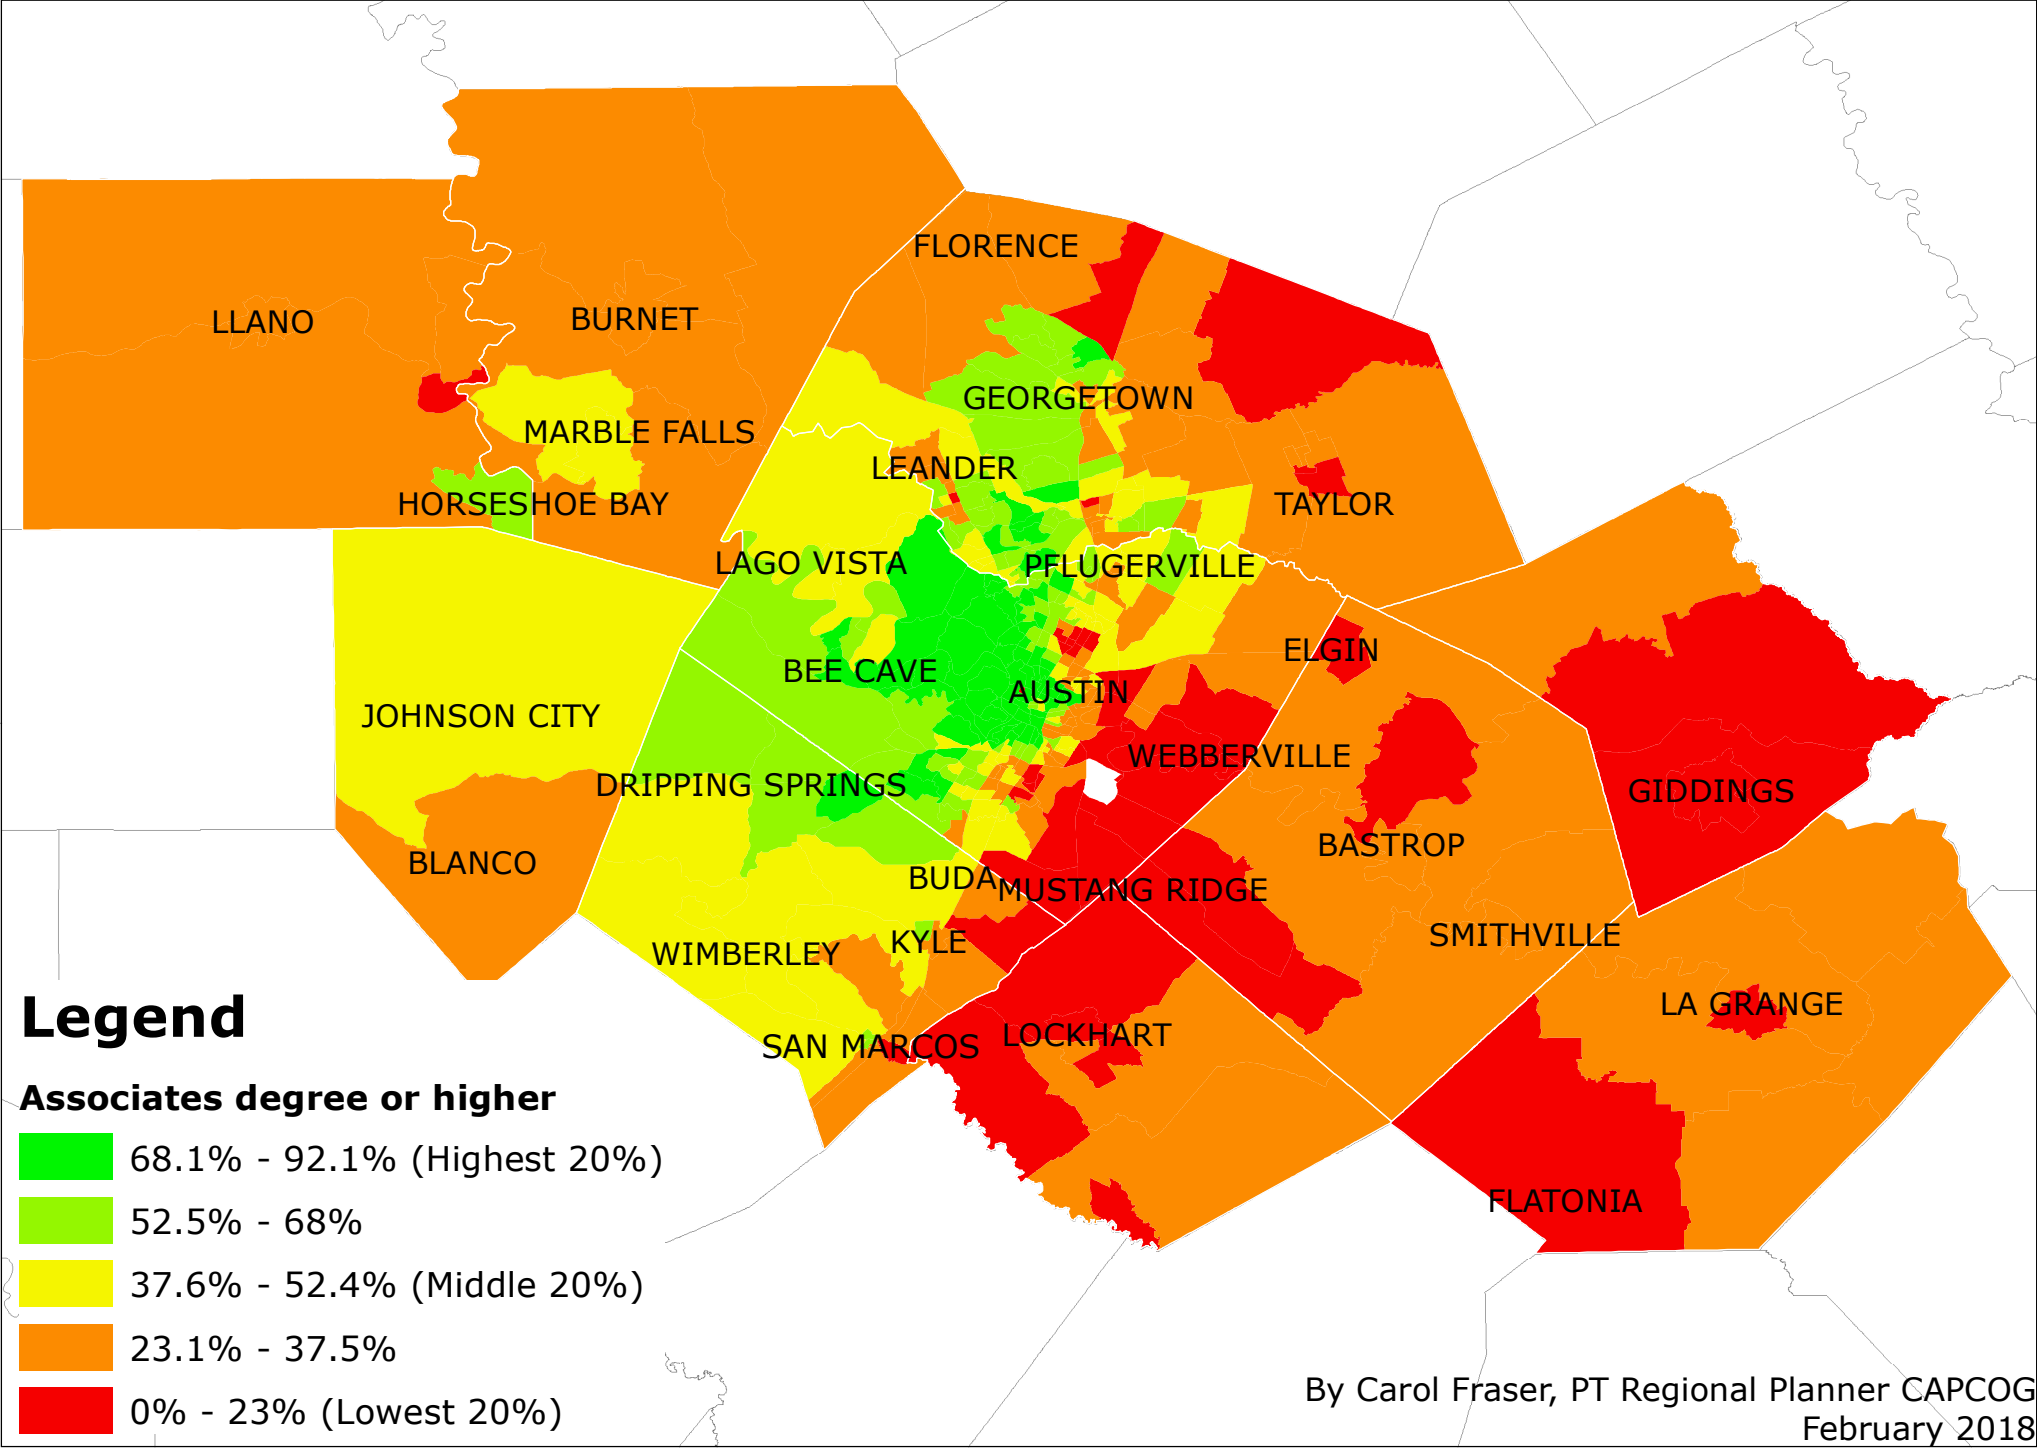 FLORENCE
LLANO
BURNET
GEORGETOWN
MARBLE FALLS
LEANDER
HORSESHOE BAY
TAYLOR
LAGO VISTA
PFLUGERVILLE
ELGIN
BEE CAVE
AUSTIN
JOHNSON CITY
WEBBERVILLE
DRIPPING SPRINGS
GIDDINGS
BASTROP
BLANCO
BUDA
MUSTANG RIDGE
SMITHVILLE
KYLE
WIMBERLEY
LA GRANGE
LOCKHART
SAN MARCOS
FLATONIA
Legend
Associates degree or higher
68.1% - 92.1% (Highest 20%)
52.5% - 68%
37.6% - 52.4% (Middle 20%)
23.1% - 37.5%
0% - 23% (Lowest 20%)
By Carol Fraser, PT Regional Planner CAPCOG
February 2018